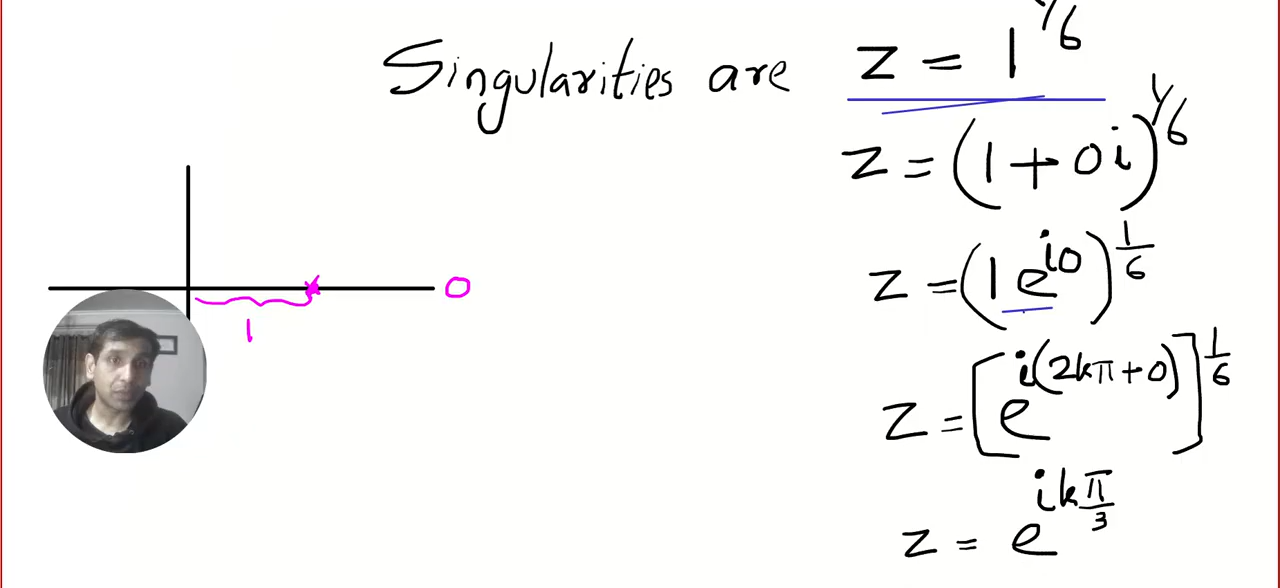 Singularities are z = 1^{1/6}
z = (1 + 0i)^{1/6}
z = (1 e^{i0})^{1/6}
0
1
z = [e^{i(2kπ+0)}]^{1/6}
z = e^{ikπ/3}